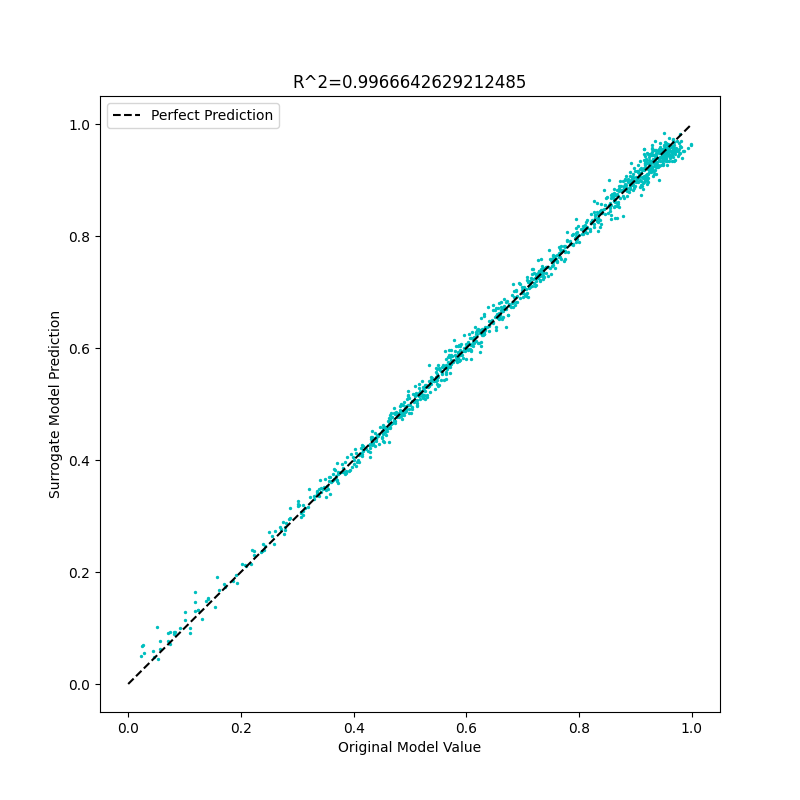 R^2=0.9966642629212485
Perfect Prediction
1.0
0.8
0.6
0.4
0.2
0.0
Surrogate Model Prediction
0.0 0.2 0.4 0.6 0.8 1.0
Original Model Value